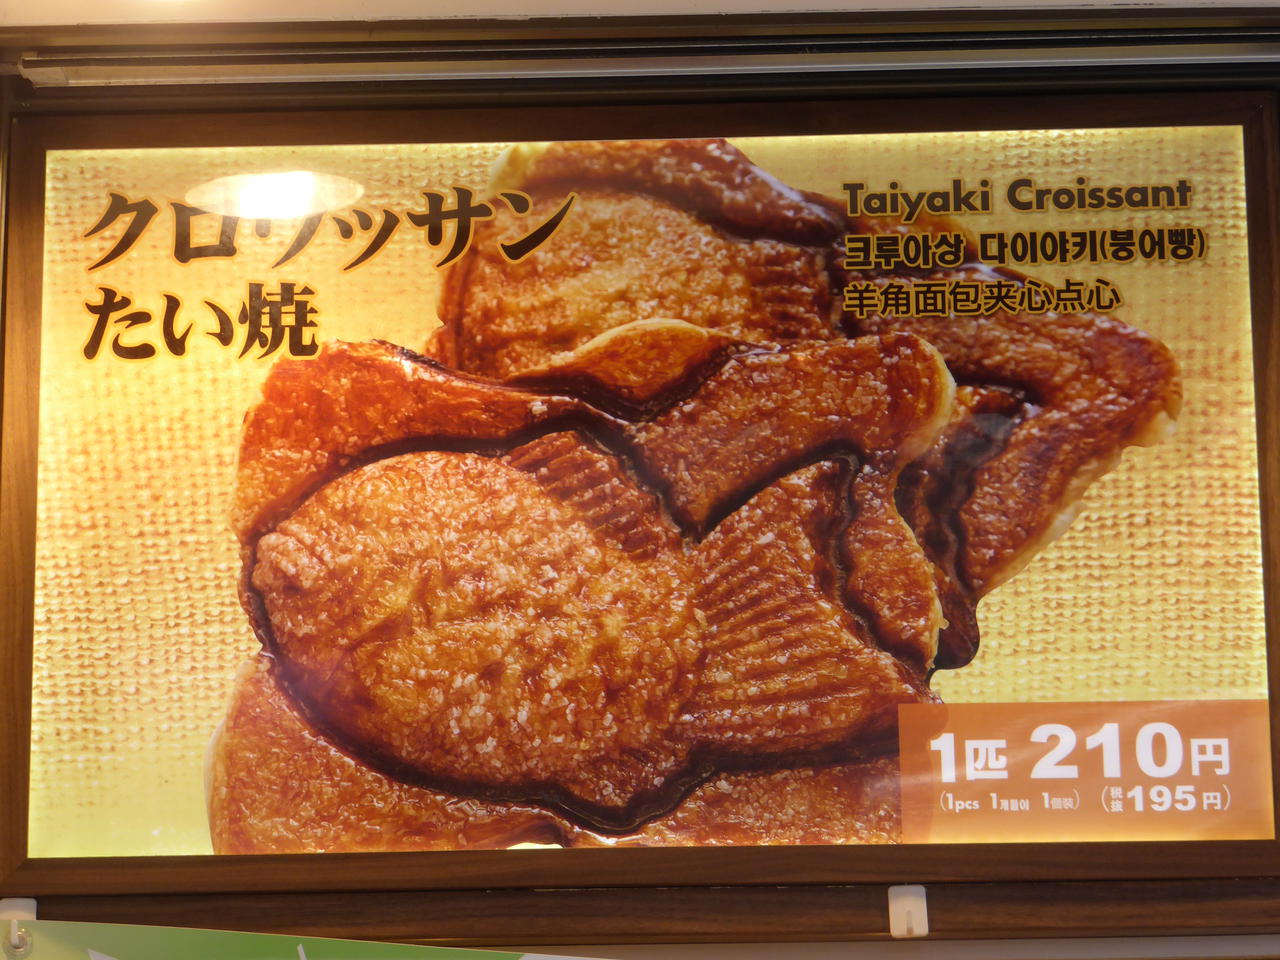 クロワッサン
たい焼
Taiyaki Croissant
크루아상 다이야키(붕어빵)
羊角面包夹心点心
1匹 210円
(1pcs 1개들이 1個裝) (税抜195円)